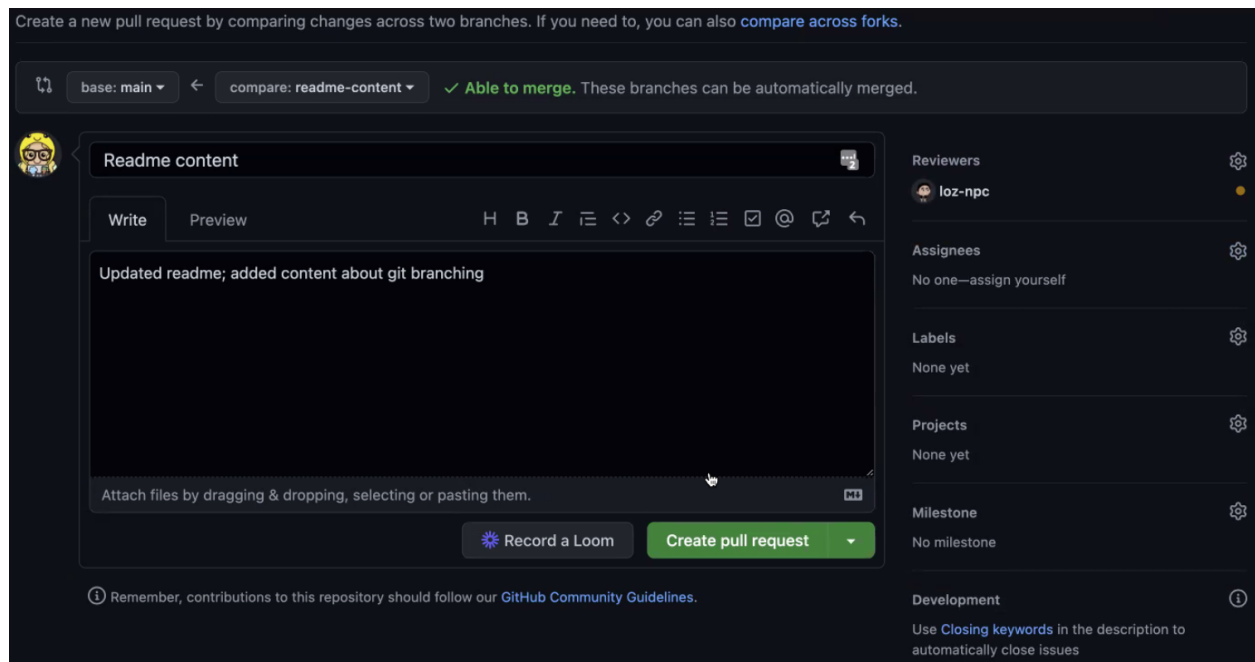 Create a new pull request by comparing changes across two branches. If you need to, you can also compare across forks.
base: main
compare: readme-content
Able to merge. These branches can be automatically merged.
Readme content
2
Write
Preview
H B I
Updated readme; added content about git branching
Attach files by dragging & dropping, selecting or pasting them.
Record a Loom
Create pull request
Remember, contributions to this repository should follow our GitHub Community Guidelines.
Reviewers
loz-npc
Assignees
No one—assign yourself
Labels
None yet
Projects
None yet
Milestone
No milestone
Development
Use Closing keywords in the description to
automatically close issues